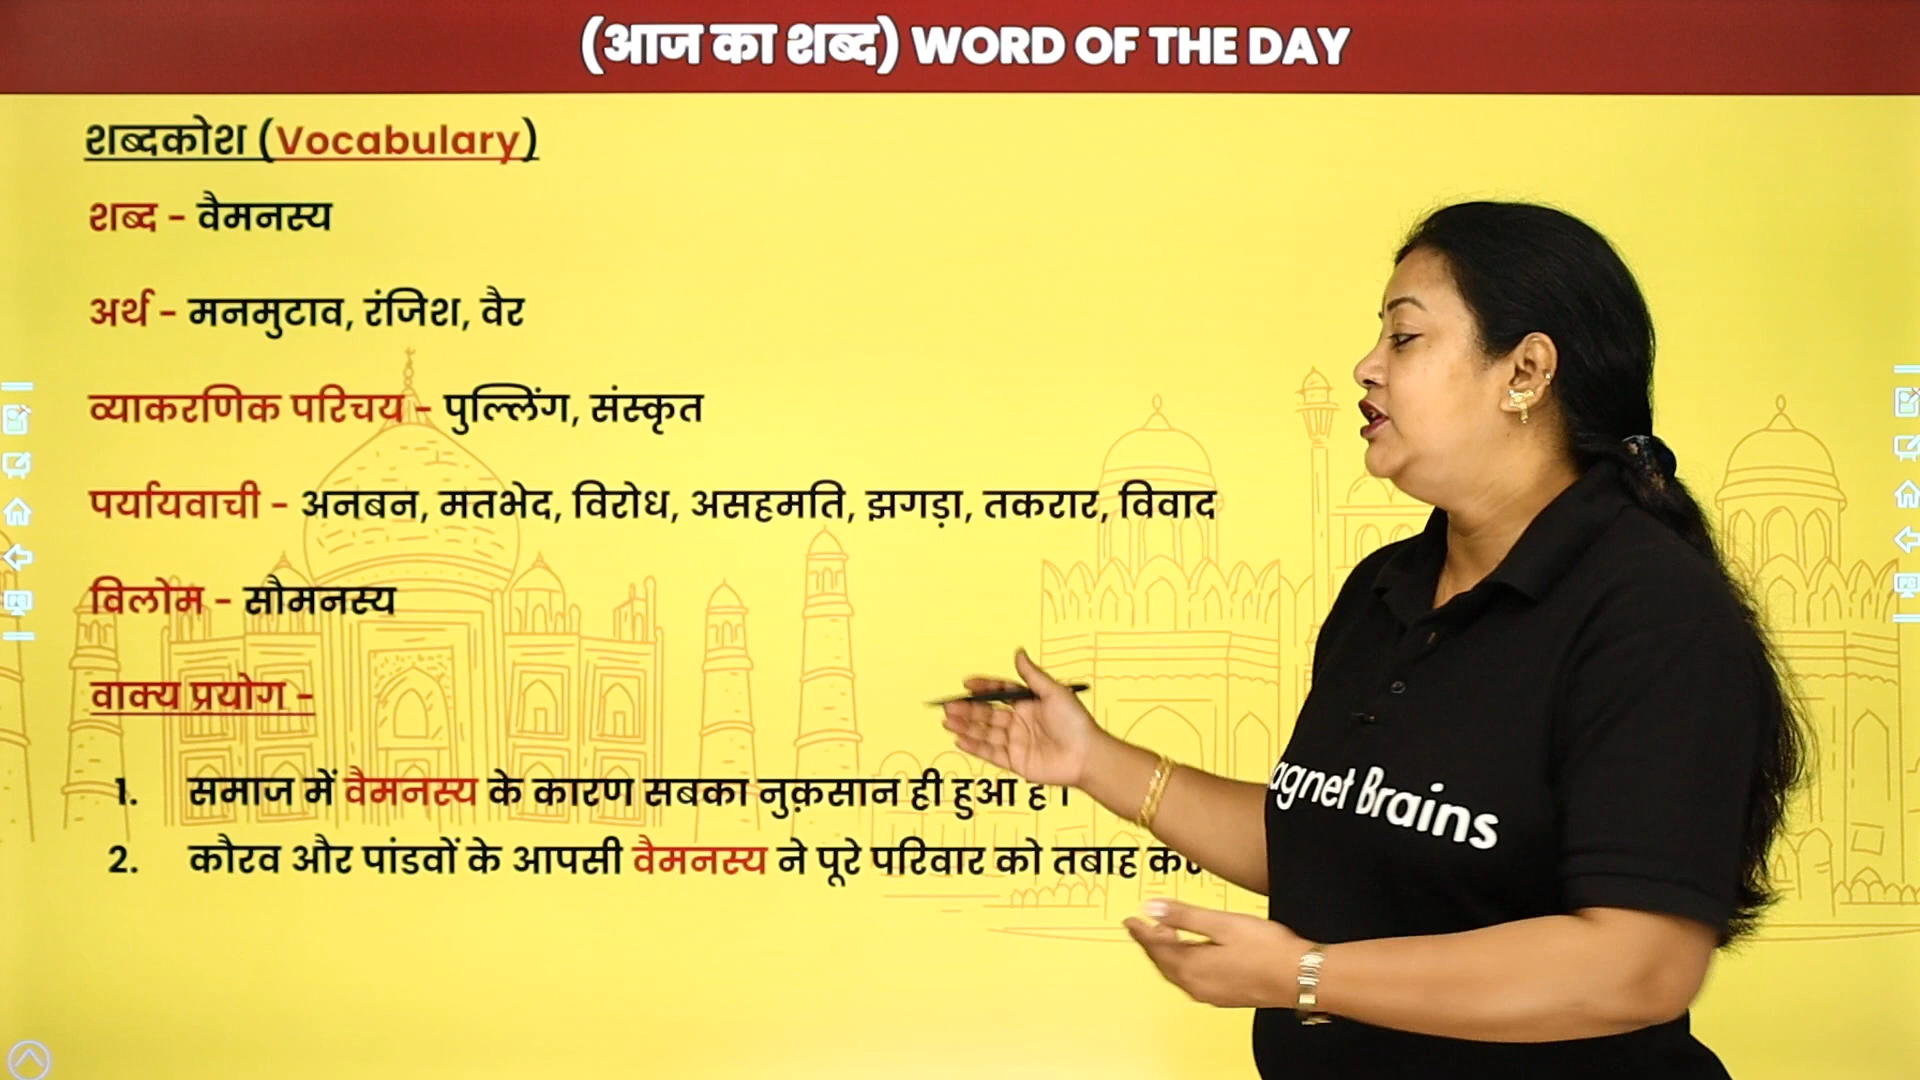 (आज का शब्द) WORD OF THE DAY
शब्दकोश (Vocabulary)
शब्द - वैमनस्य
अर्थ - मनमुटाव, रंजिश, वैर
व्याकरणिक परिचय - पुल्लिंग, संस्कृत
पर्यायवाची - अनबन, मतभेद, विरोध, असहमति, झगड़ा, तकरार, विवाद
विलोम - सौमनस्य
वाक्य प्रयोग -
1. समाज में वैमनस्य के कारण सबका नुक़सान ही हुआ
2. कौरव और पांडवों के आपसी वैमनस्य ने पूरे परिवार को तबाह
agnet Brains